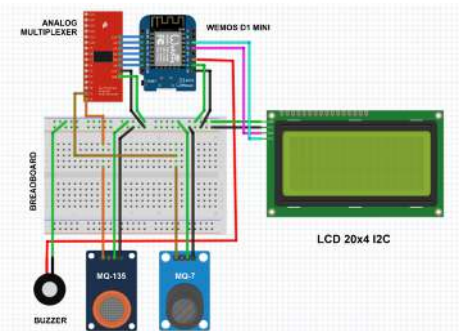 ANALOG
MULTIPLEXER
WEMOS D1 MINI
BREADBOARD
LCD 20x4 I2C
MQ-135
MQ-7
BUZZER